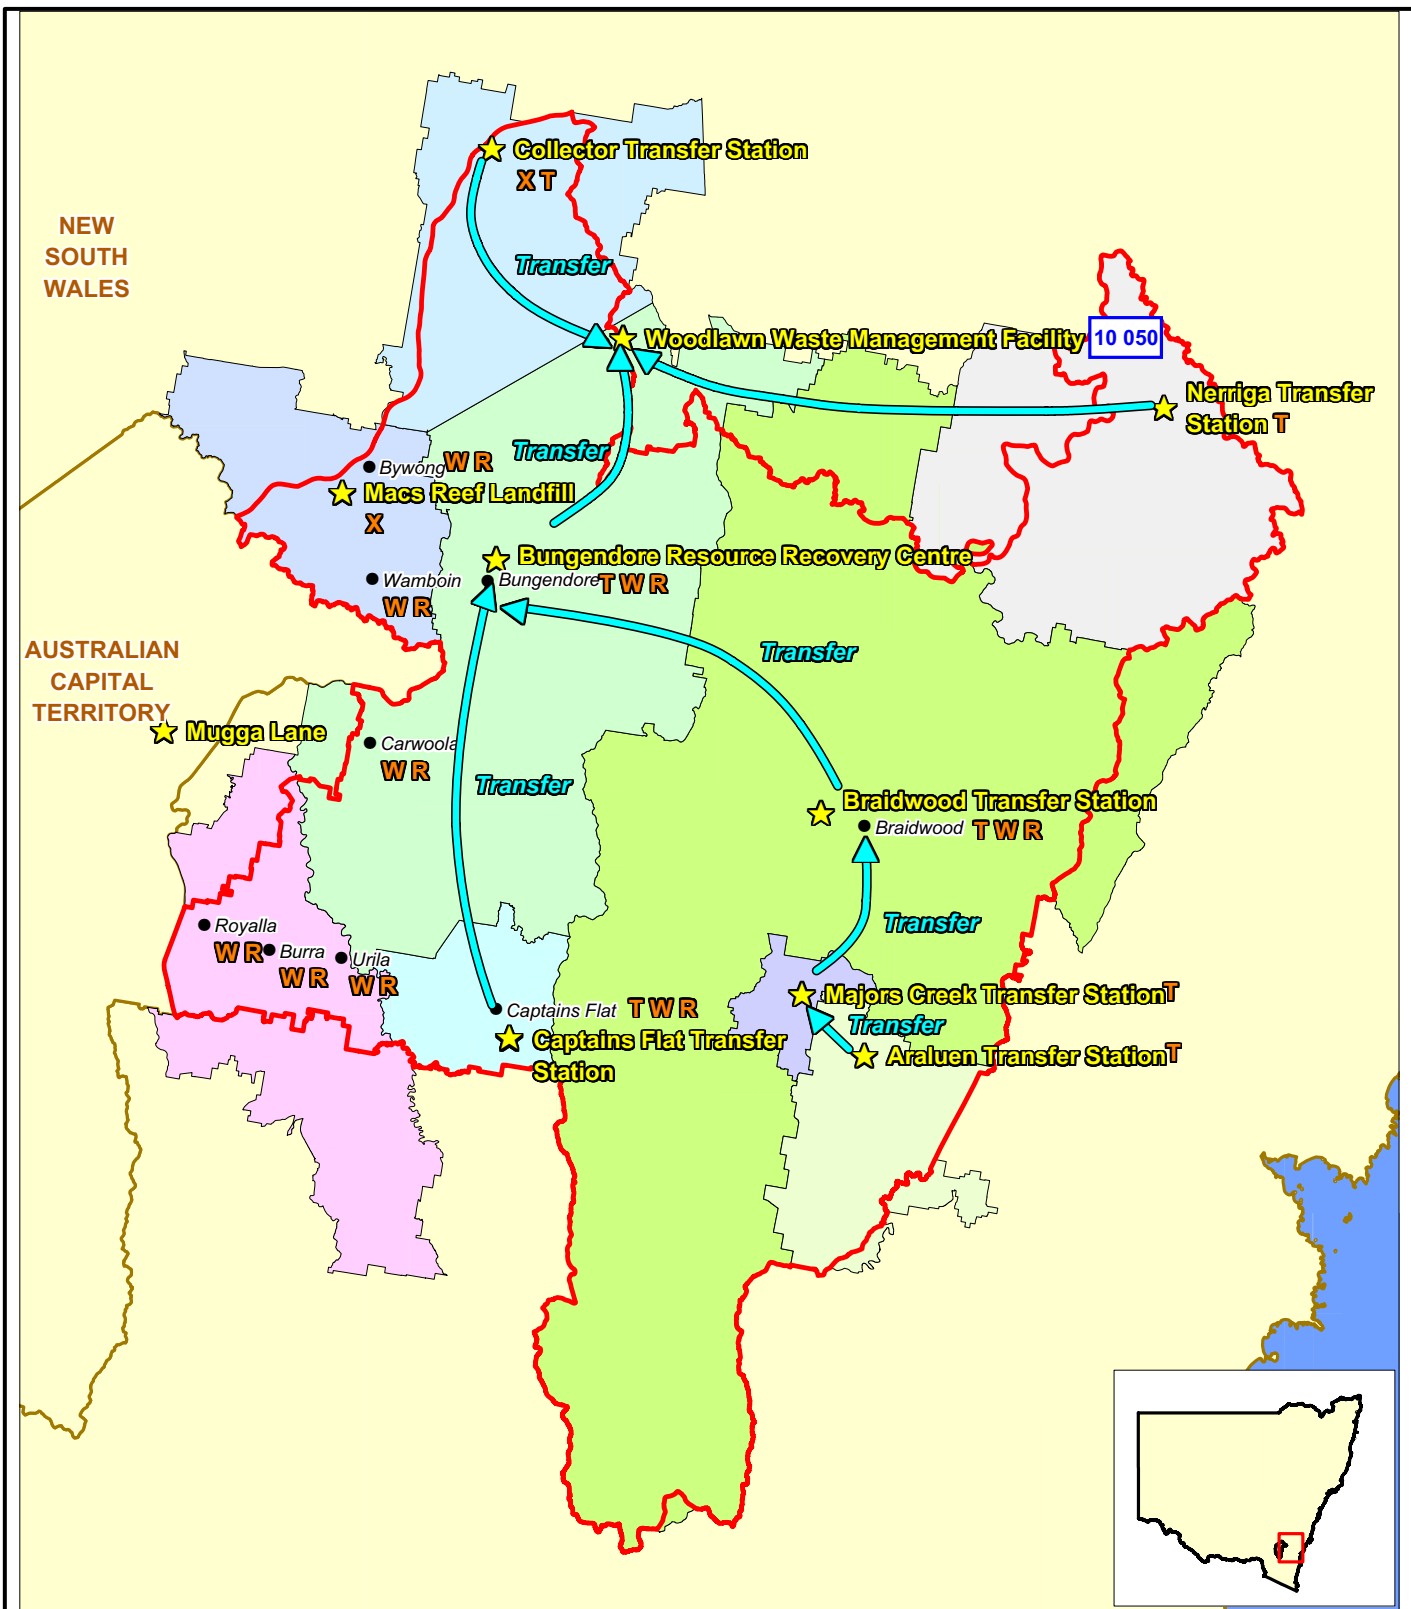 Collector Transfer Station
X T
NEW
SOUTH
WALES
Transfer
Woodlawn Waste Management Facility
10 050
Nerriga Transfer
Station T
Transfer
Bywong W R
Macs Reef Landfill
X
Bungendore Resource Recovery Centre
Wamboin
W R
Bungendore T W R
AUSTRALIAN
CAPITAL
TERRITORY
Transfer
Mugga Lane
Carwoola
W R
Transfer
Braidwood Transfer Station
Braidwood T W R
Royalla
W R
Burra
W R
Urila
W R
Transfer
Majors Creek Transfer Station T
Captains Flat T W R
Transfer
Captains Flat Transfer
Station
Araluen Transfer Station T